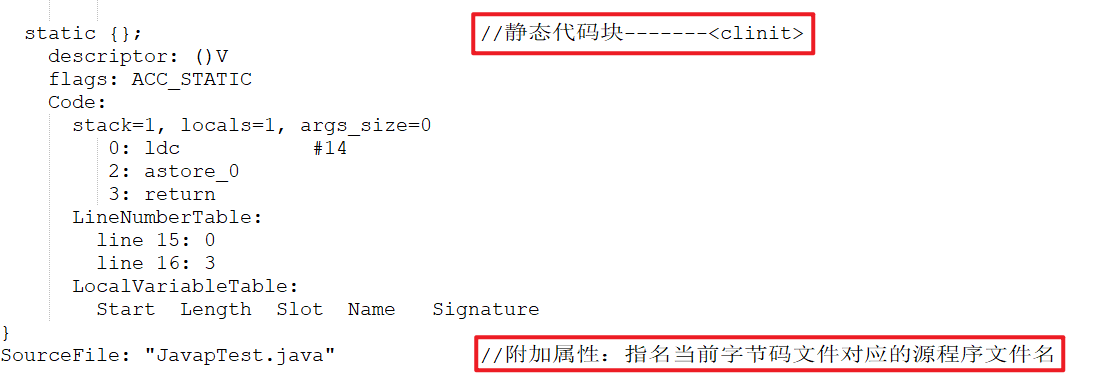 static {};                    //静态代码块-------<clinit>
descriptor: ()V
flags: ACC_STATIC
Code:
stack=1, locals=1, args_size=0
0: ldc           #14
2: astore_0
3: return
LineNumberTable:
line 15: 0
line 16: 3
LocalVariableTable:
Start  Length  Slot  Name   Signature
}
SourceFile: "JavapTest.java"            //附加属性：指名当前字节码文件对应的源程序文件名